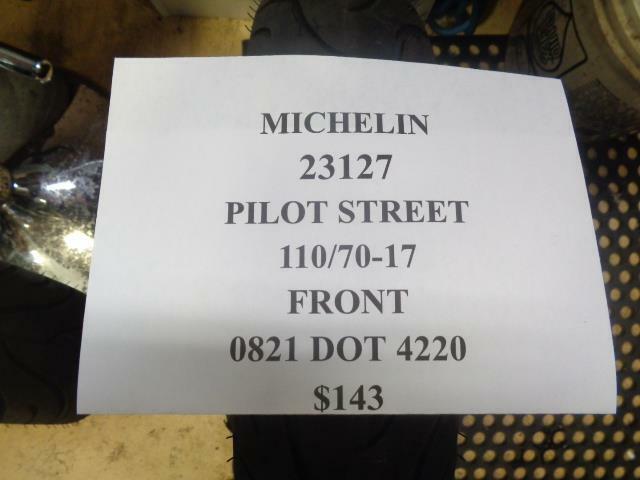 MICHELIN
23127
PILOT STREET
110/70-17
FRONT
0821 DOT 4220
$143